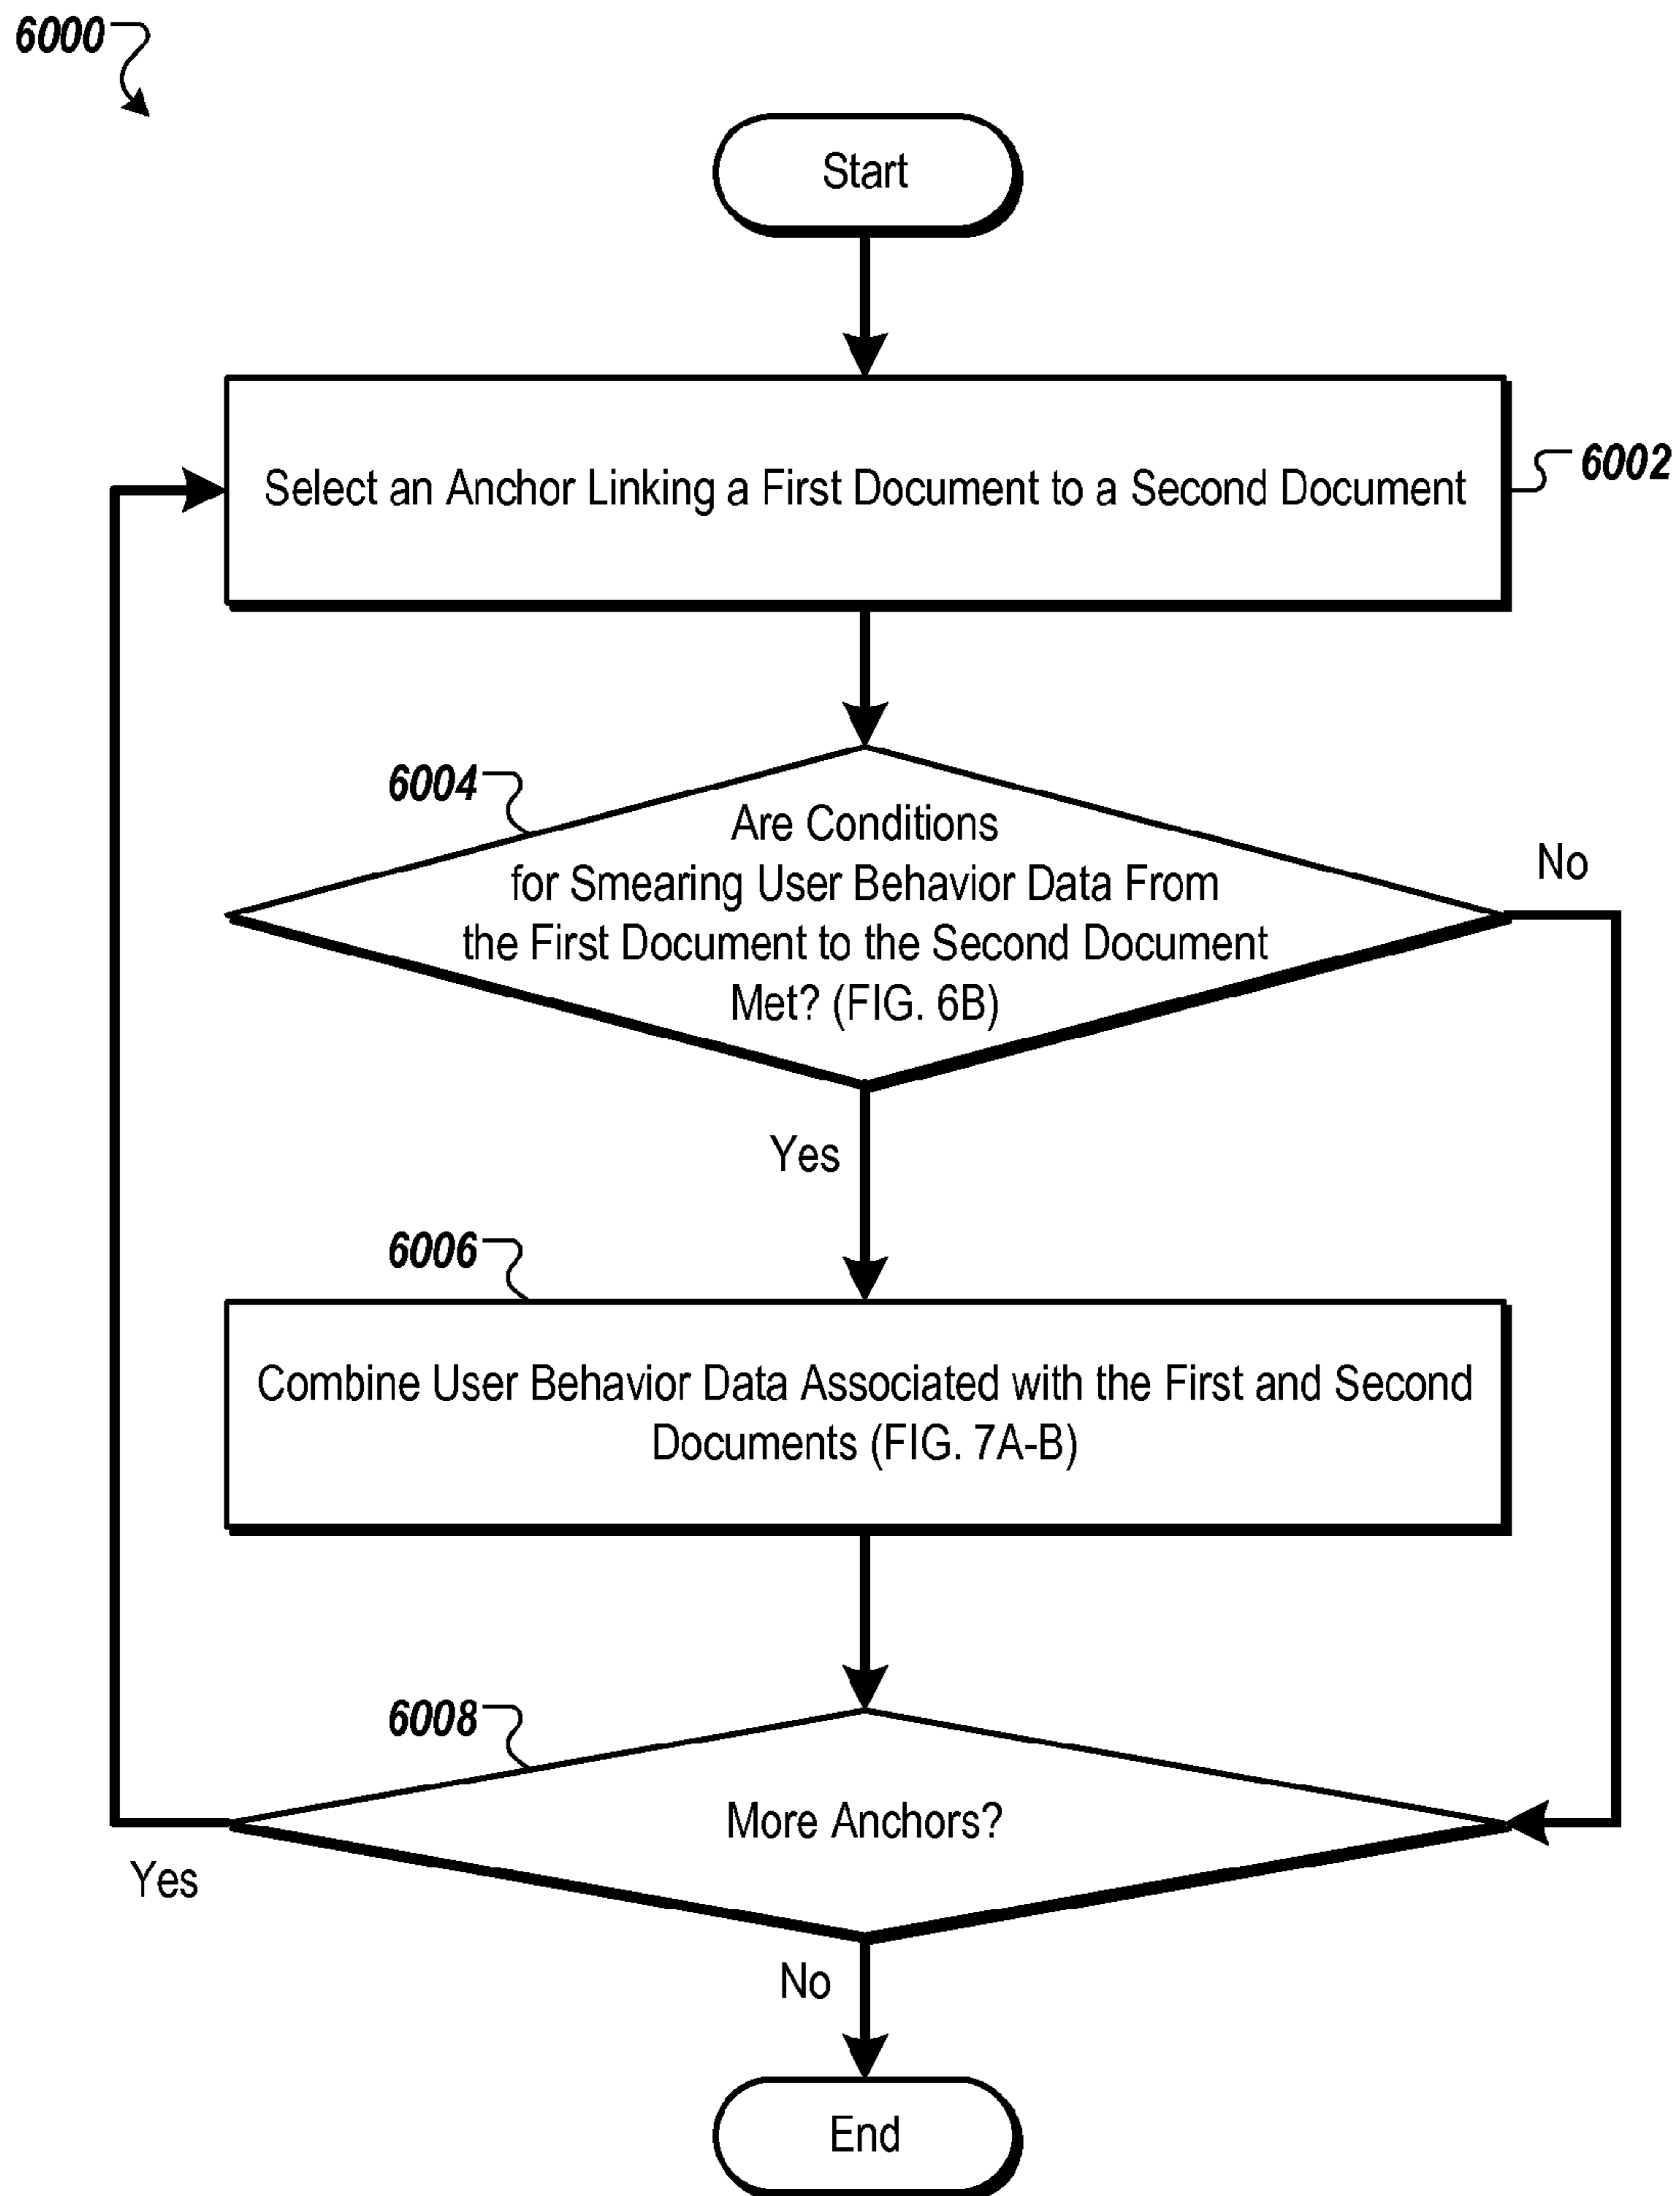 6000
Start
Select an Anchor Linking a First Document to a Second Document
6002
6004
Are Conditions
for Smearing User Behavior Data From
the First Document to the Second Document
Met? (FIG. 6B)
No
Yes
6006
Combine User Behavior Data Associated with the First and Second
Documents (FIG. 7A-B)
6008
More Anchors?
Yes
No
End